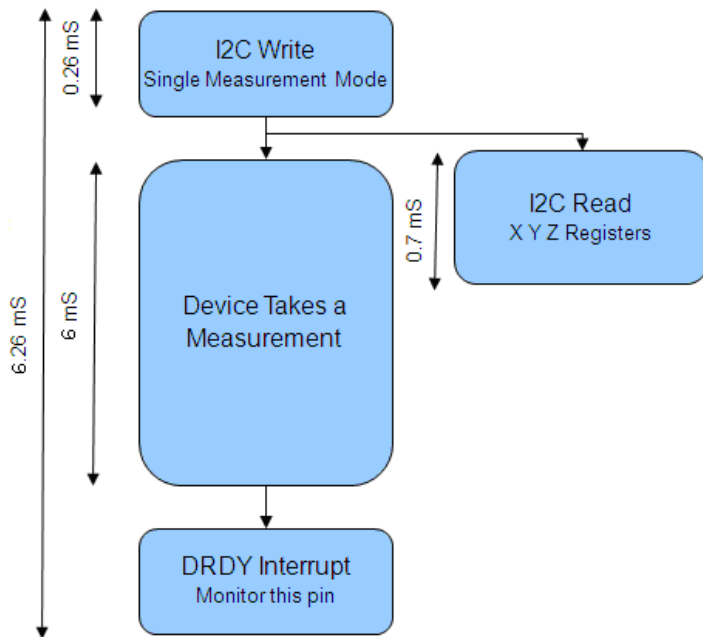 0.26 mS
I2C Write
Single Measurement Mode
6.26 mS
6 mS
Device Takes a
Measurement
0.7 mS
I2C Read
X Y Z Registers
DRDY Interrupt
Monitor this pin